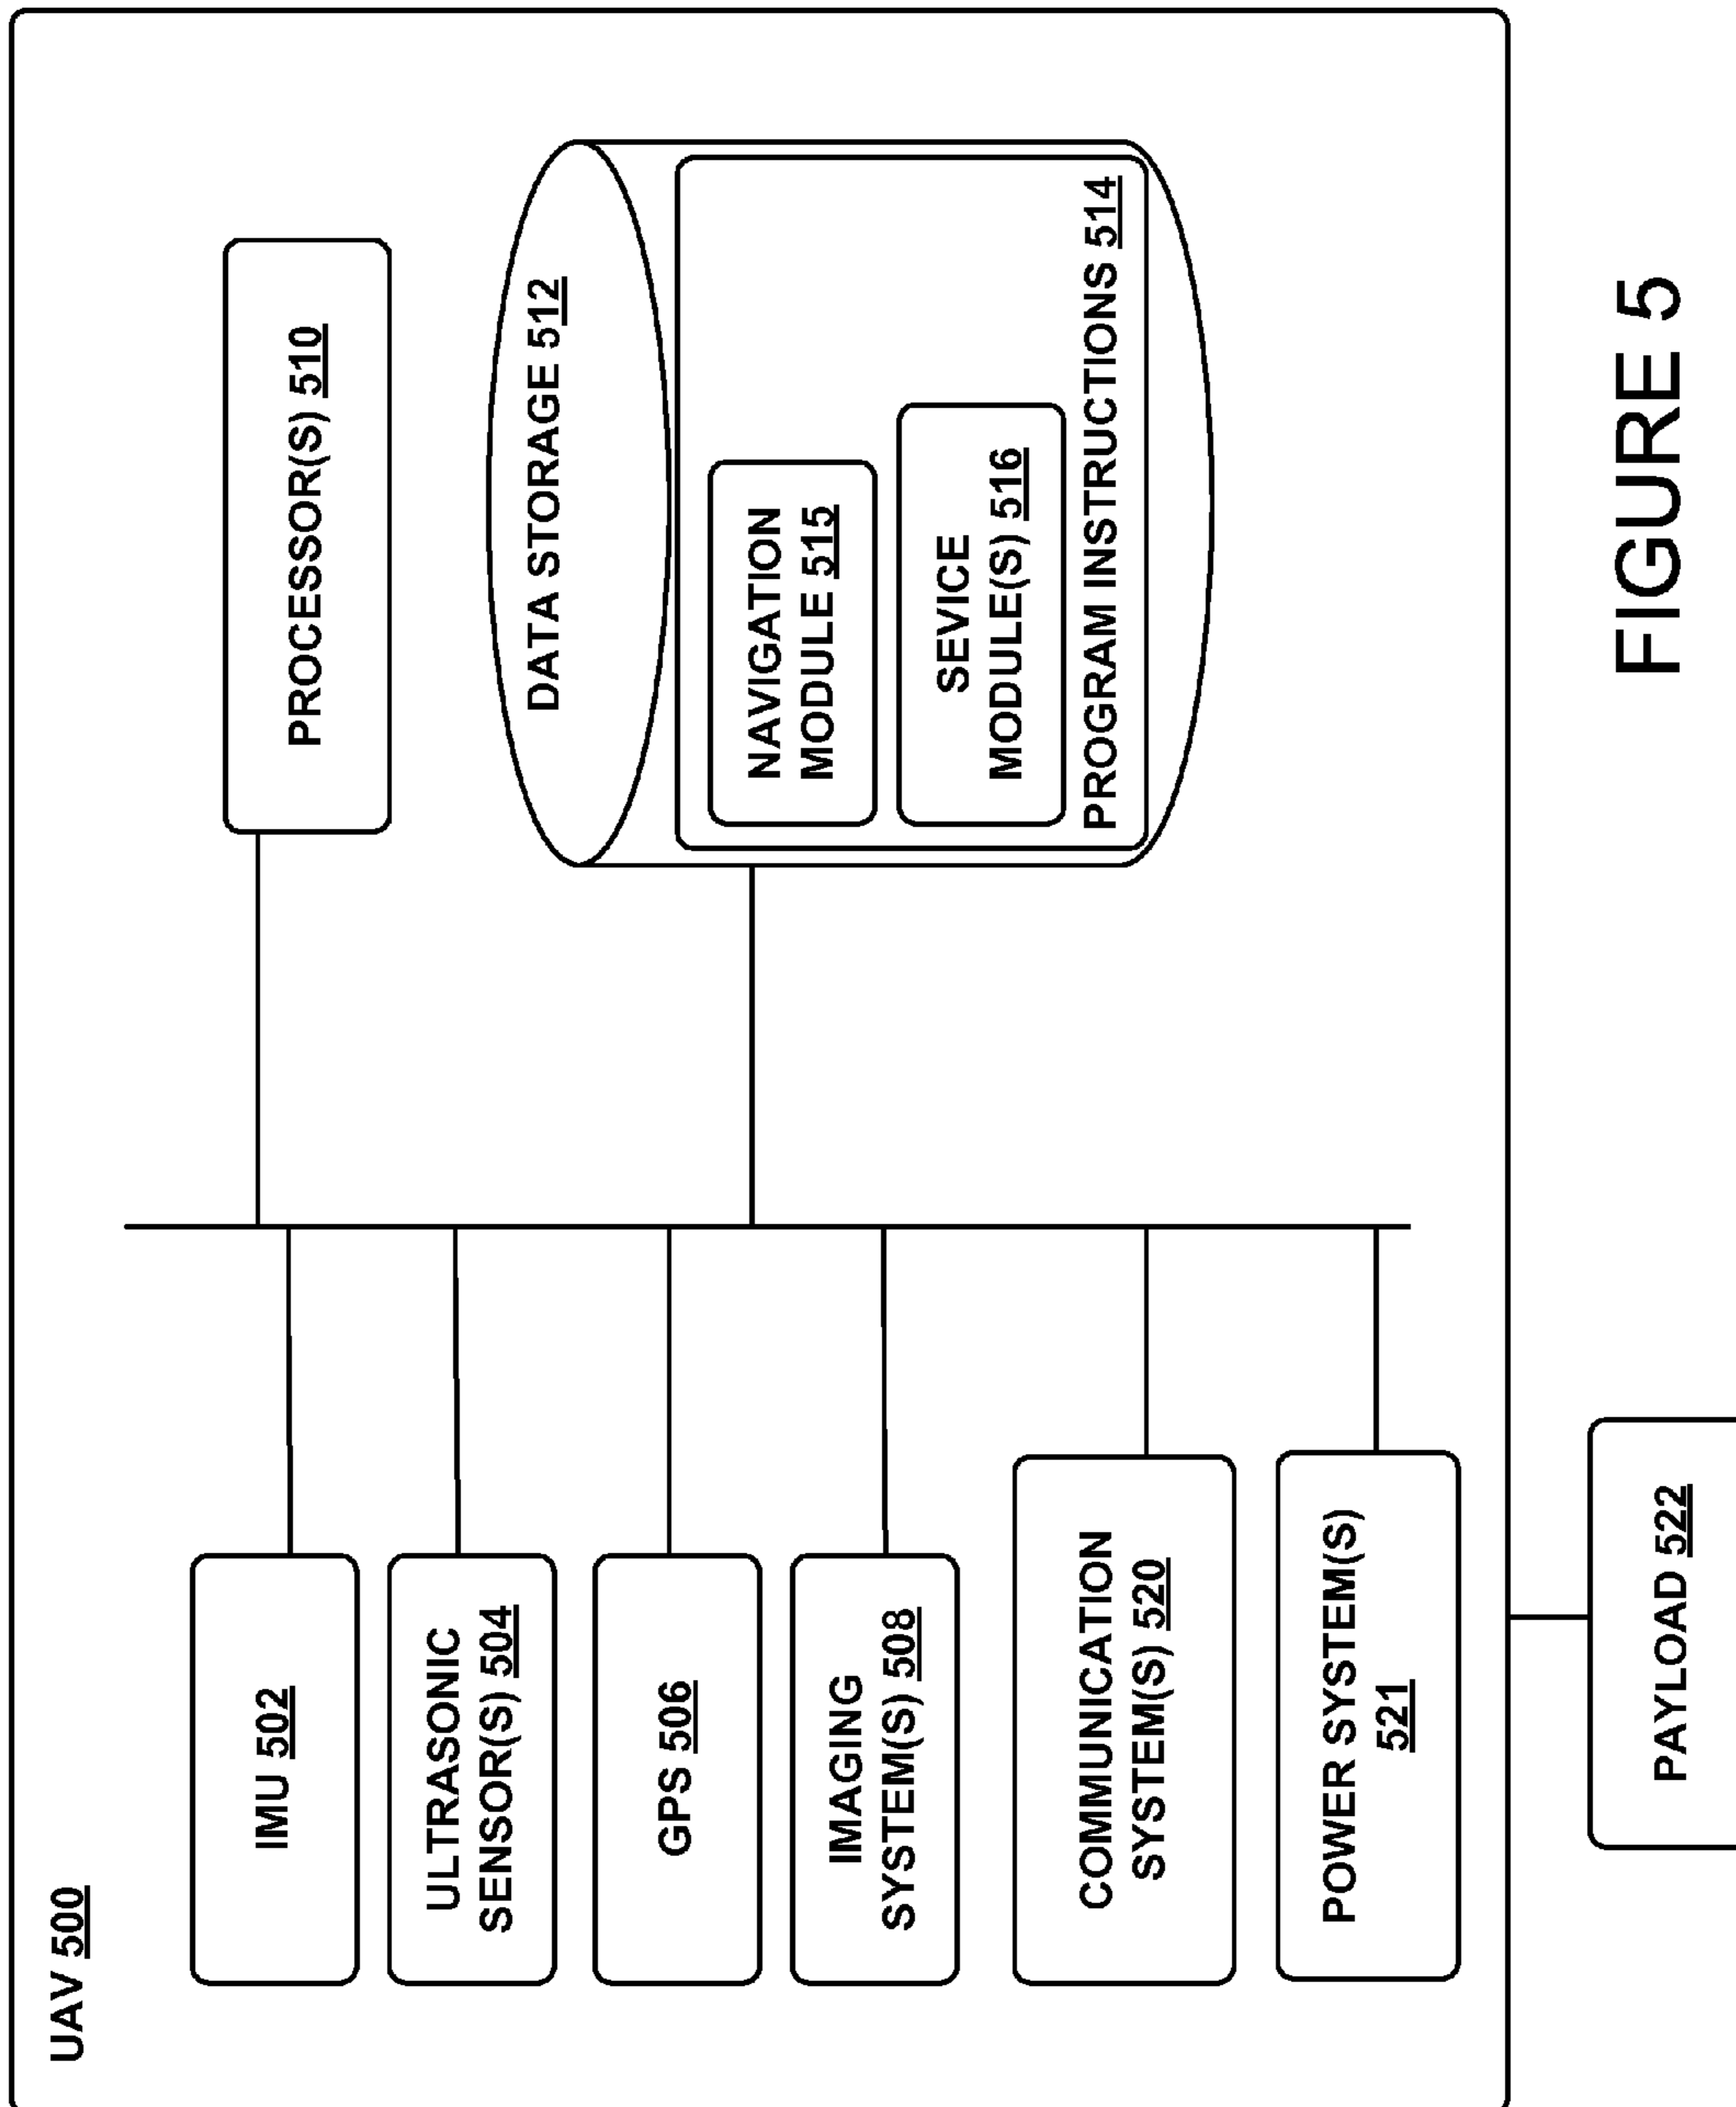 UAV 500
IMU 502
ULTRASONIC
SENSOR(S) 504
GPS 506
IMAGING
SYSTEM(S) 508
COMMUNICATION
SYSTEM(S) 520
POWER SYSTEM(S)
521
PROCESSOR(S) 510
DATA STORAGE 512
NAVIGATION
MODULE 515
SEVICE
MODULE(S) 516
PROGRAM INSTRUCTIONS 514
PAYLOAD 522
FIGURE 5